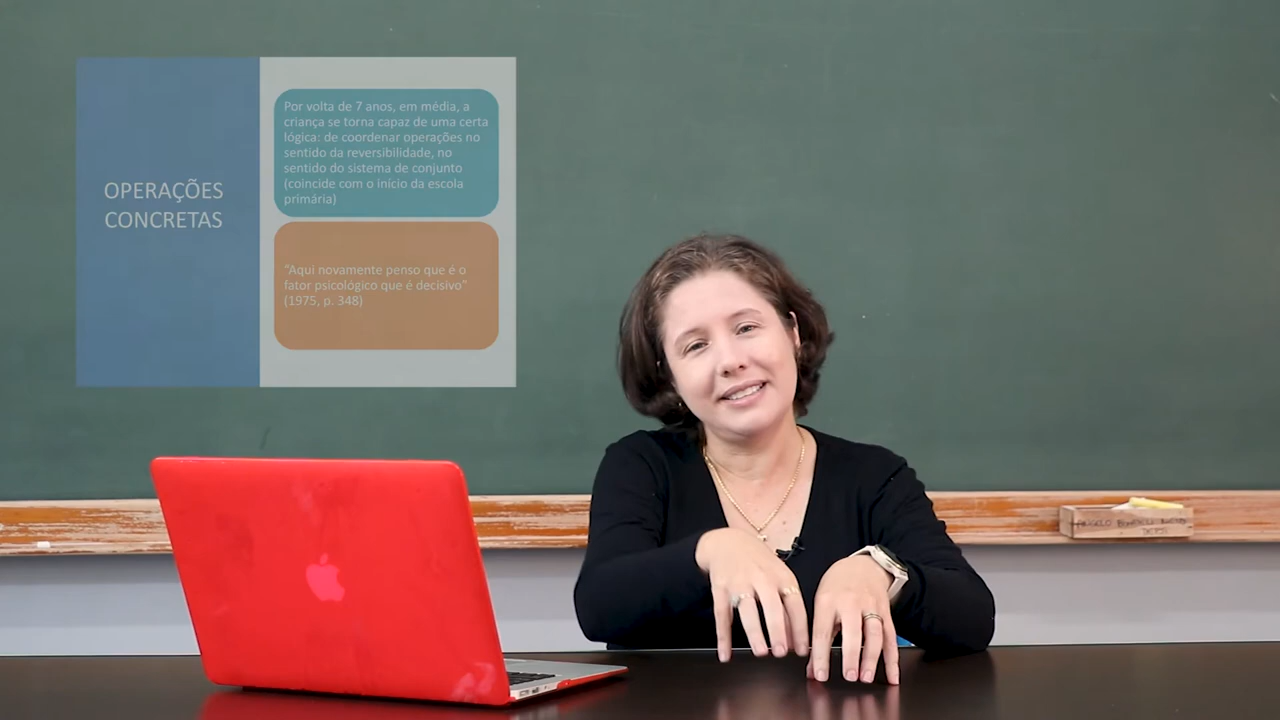 OPERAÇÕES
CONCRETAS
Por volta de 7 anos, em média, a
criança se torna capaz de uma certa
lógica: de coordenar operações no
sentido da reversibilidade, no
sentido do sistema de conjunto
(coincide com o início da escola
primária)
“Aqui novamente penso que é o
fator psicológico que é decisivo”
(1975, p. 348)